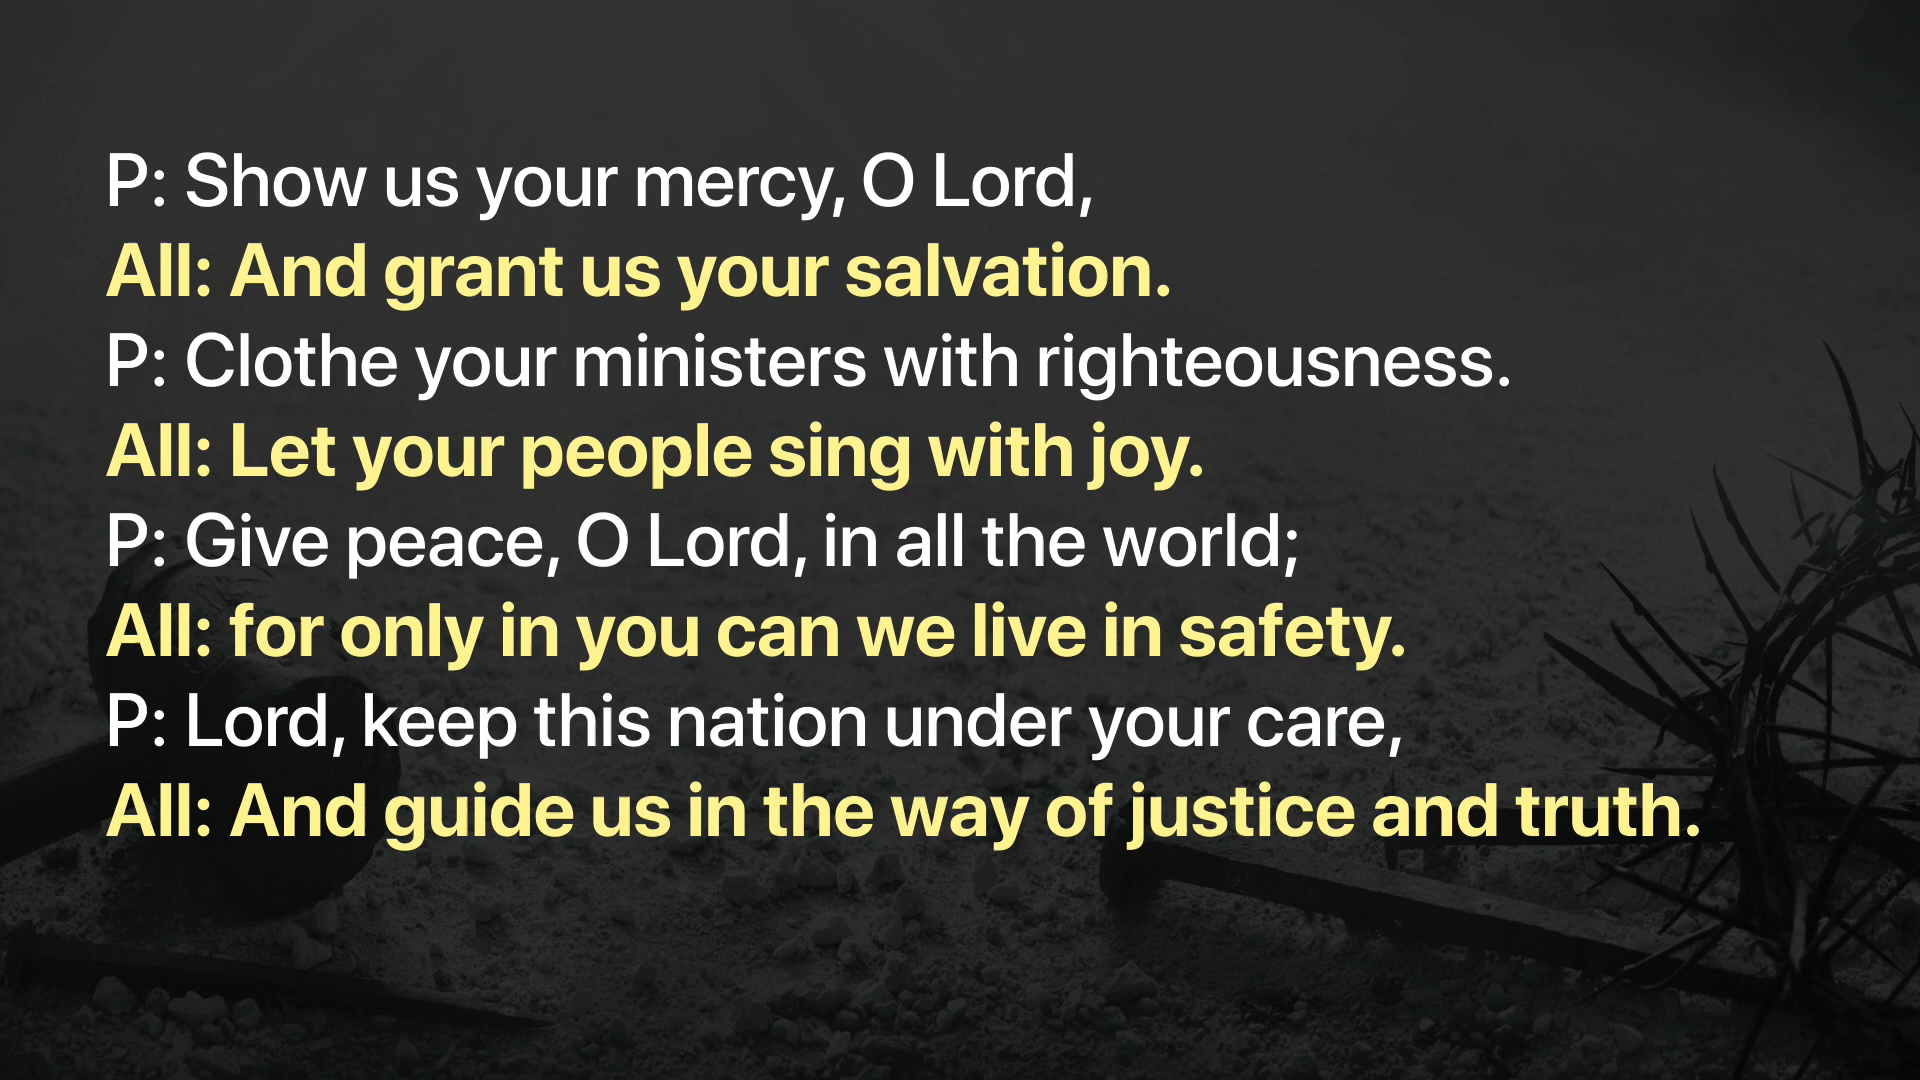 P: Show us your mercy, O Lord,
All: And grant us your salvation.
P: Clothe your ministers with righteousness.
All: Let your people sing with joy.
P: Give peace, O Lord, in all the world;
All: for only in you can we live in safety.
P: Lord, keep this nation under your care,
All: And guide us in the way of justice and truth.